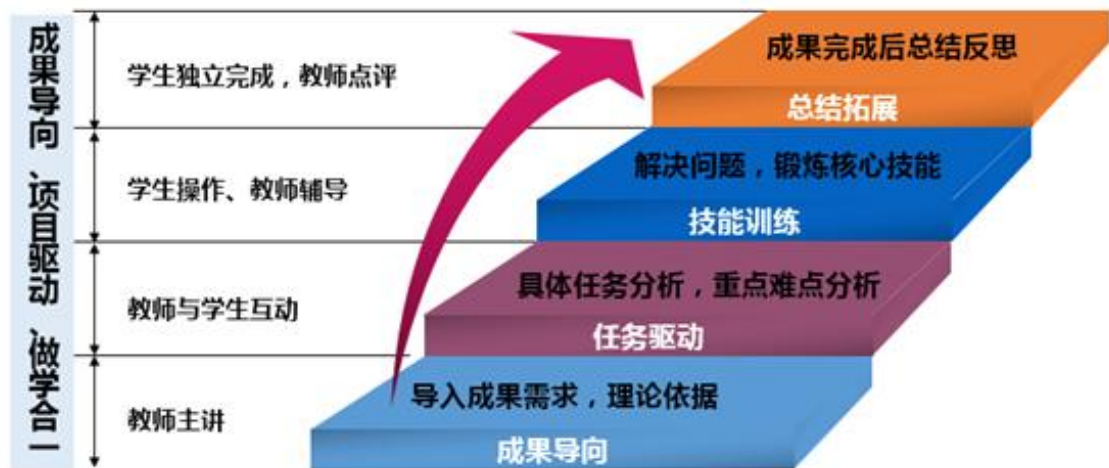 成果导向、项目驱动、做学合一
学生独立完成，教师点评
成果完成后总结反思
总结拓展
学生操作、教师辅导
解决问题，锻炼核心技能
技能训练
教师与学生互动
具体任务分析，重点难点分析
任务驱动
教师主讲
导入成果需求，理论依据
成果导向